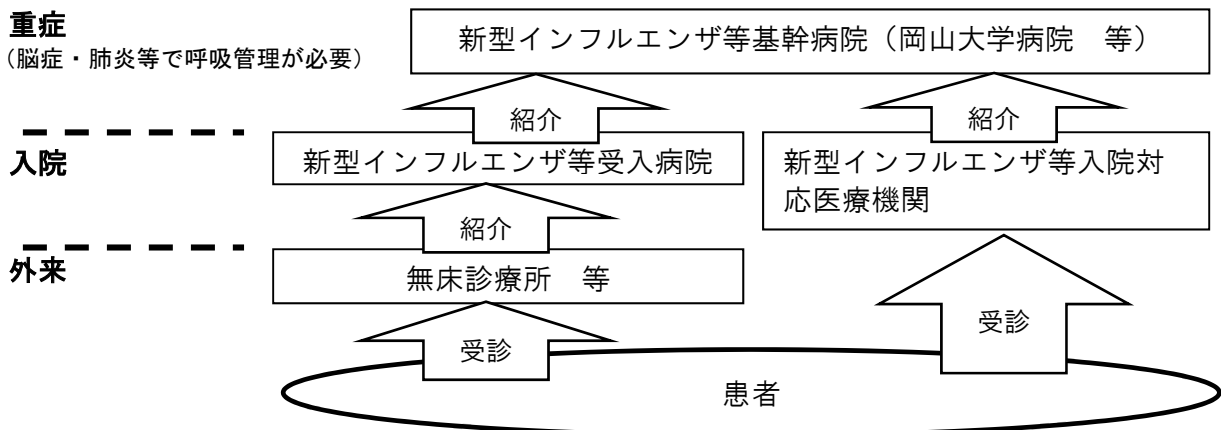 重症
（脳症・肺炎等で呼吸管理が必要）
新型インフルエンザ等基幹病院（岡山大学病院　等）
紹介
紹介
入院
新型インフルエンザ等受入病院
新型インフルエンザ等入院対
応医療機関
紹介
外来
無床診療所　等
受診
受診
患者